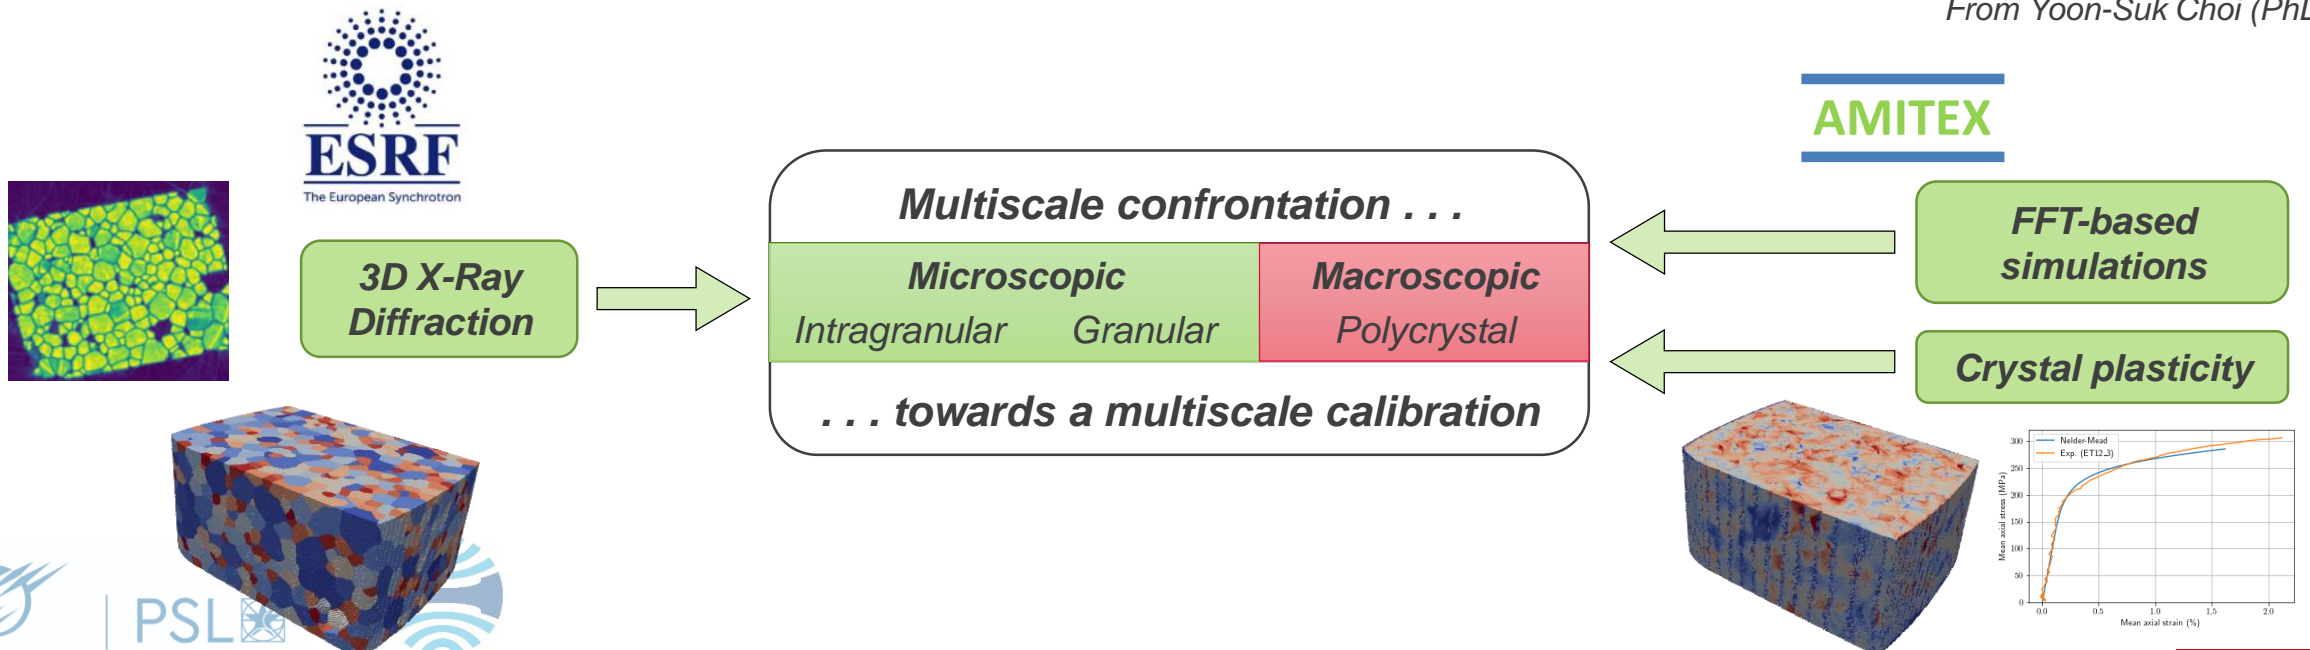 From Yoon-Suk Choi (PhD
ESRF
The European Synchrotron
AMITEX
3D X-Ray
Diffraction
Multiscale confrontation . . .
Microscopic
Intragranular Granular
Macroscopic
Polycrystal
. . . towards a multiscale calibration
FFT-based
simulations
Crystal plasticity
PSL
Nelder-Mead
Exp. (ET12_3)
Mean axial stress (MPa)
300
250
200
150
100
50
0
0.0 0.5 1.0 1.5 2.0
Mean axial strain (%)